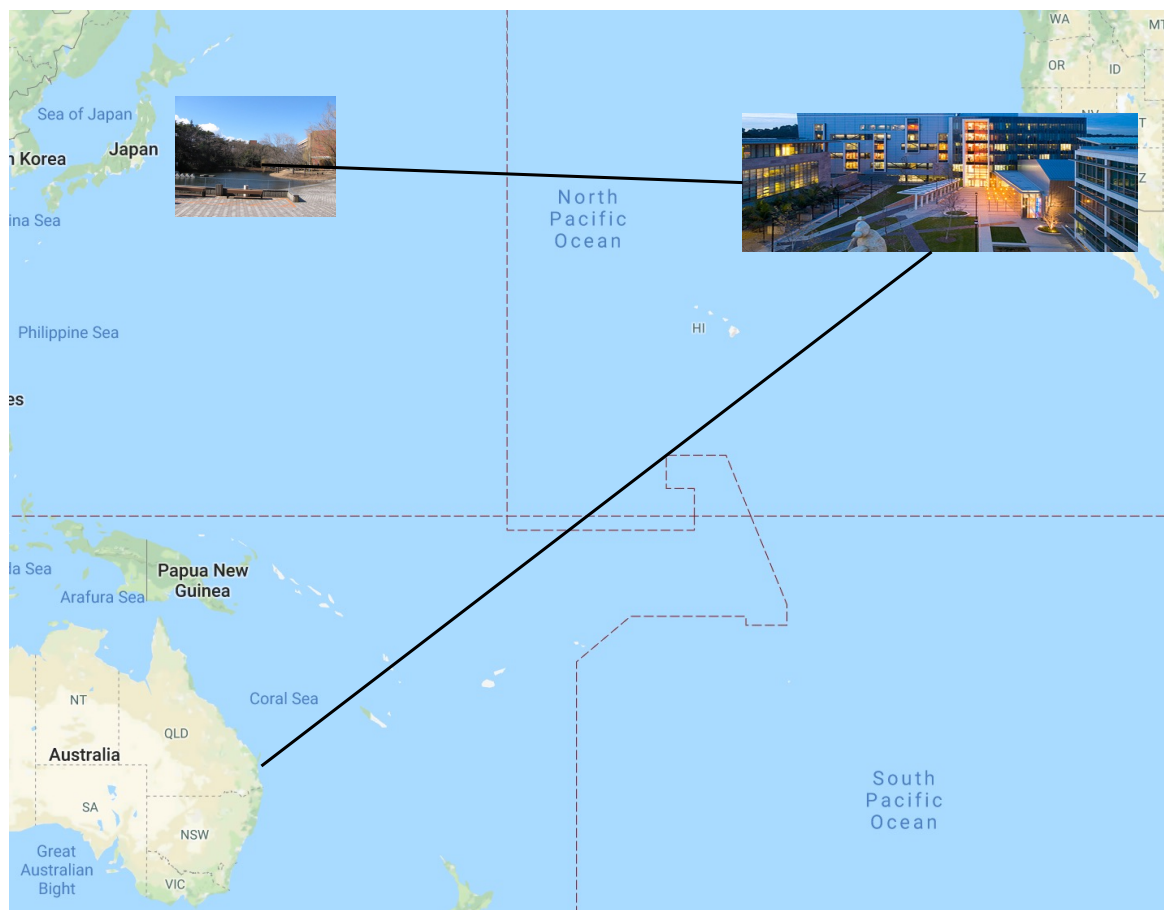 WA
MT
OR
ID
Sea of Japan
NV
T
Japan
n Korea
Z
North
Pacific
Ocean
ina Sea
HI
Philippine Sea
es
la Sea
Papua New
Guinea
Arafura Sea
NT
Coral Sea
QLD
Australia
South
Pacific
Ocean
SA
NSW
Great
Australian
Bight
VIC